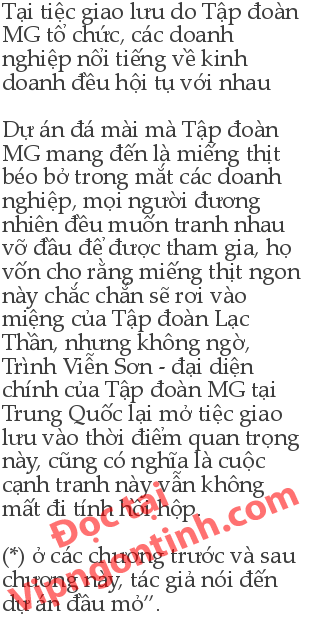 Tại tiệc giao lưu do Tập đoàn
MG tổ chức, các doanh
nghiệp nổi tiếng về kinh
doanh đều hội tụ với nhau

Dự án đá mài mà Tập đoàn
MG mang đến là miếng thịt
béo bở trong mắt các doanh
nghiệp, mọi người đương
nhiên đều muốn tranh nhau
vỡ đầu để được tham gia, họ
vốn cho rằng miếng thịt ngon
này chắc chắn sẽ rơi vào
miệng của Tập đoàn Lạc
Thần, nhưng không ngờ,
Trình Viễn Sơn - đại diện
chính của Tập đoàn MG tại
Trung Quốc lại mở tiệc giao
lưu vào thời điểm quan trọng
này, cũng có nghĩa là cuộc
cạnh tranh này vẫn không
mất đi tính hồi hộp.

(*) ở các chương trước và sau
chương này, tác giả nói đến
dự án đầu mỏ”.
Đọc tại
Vipngontinh.com